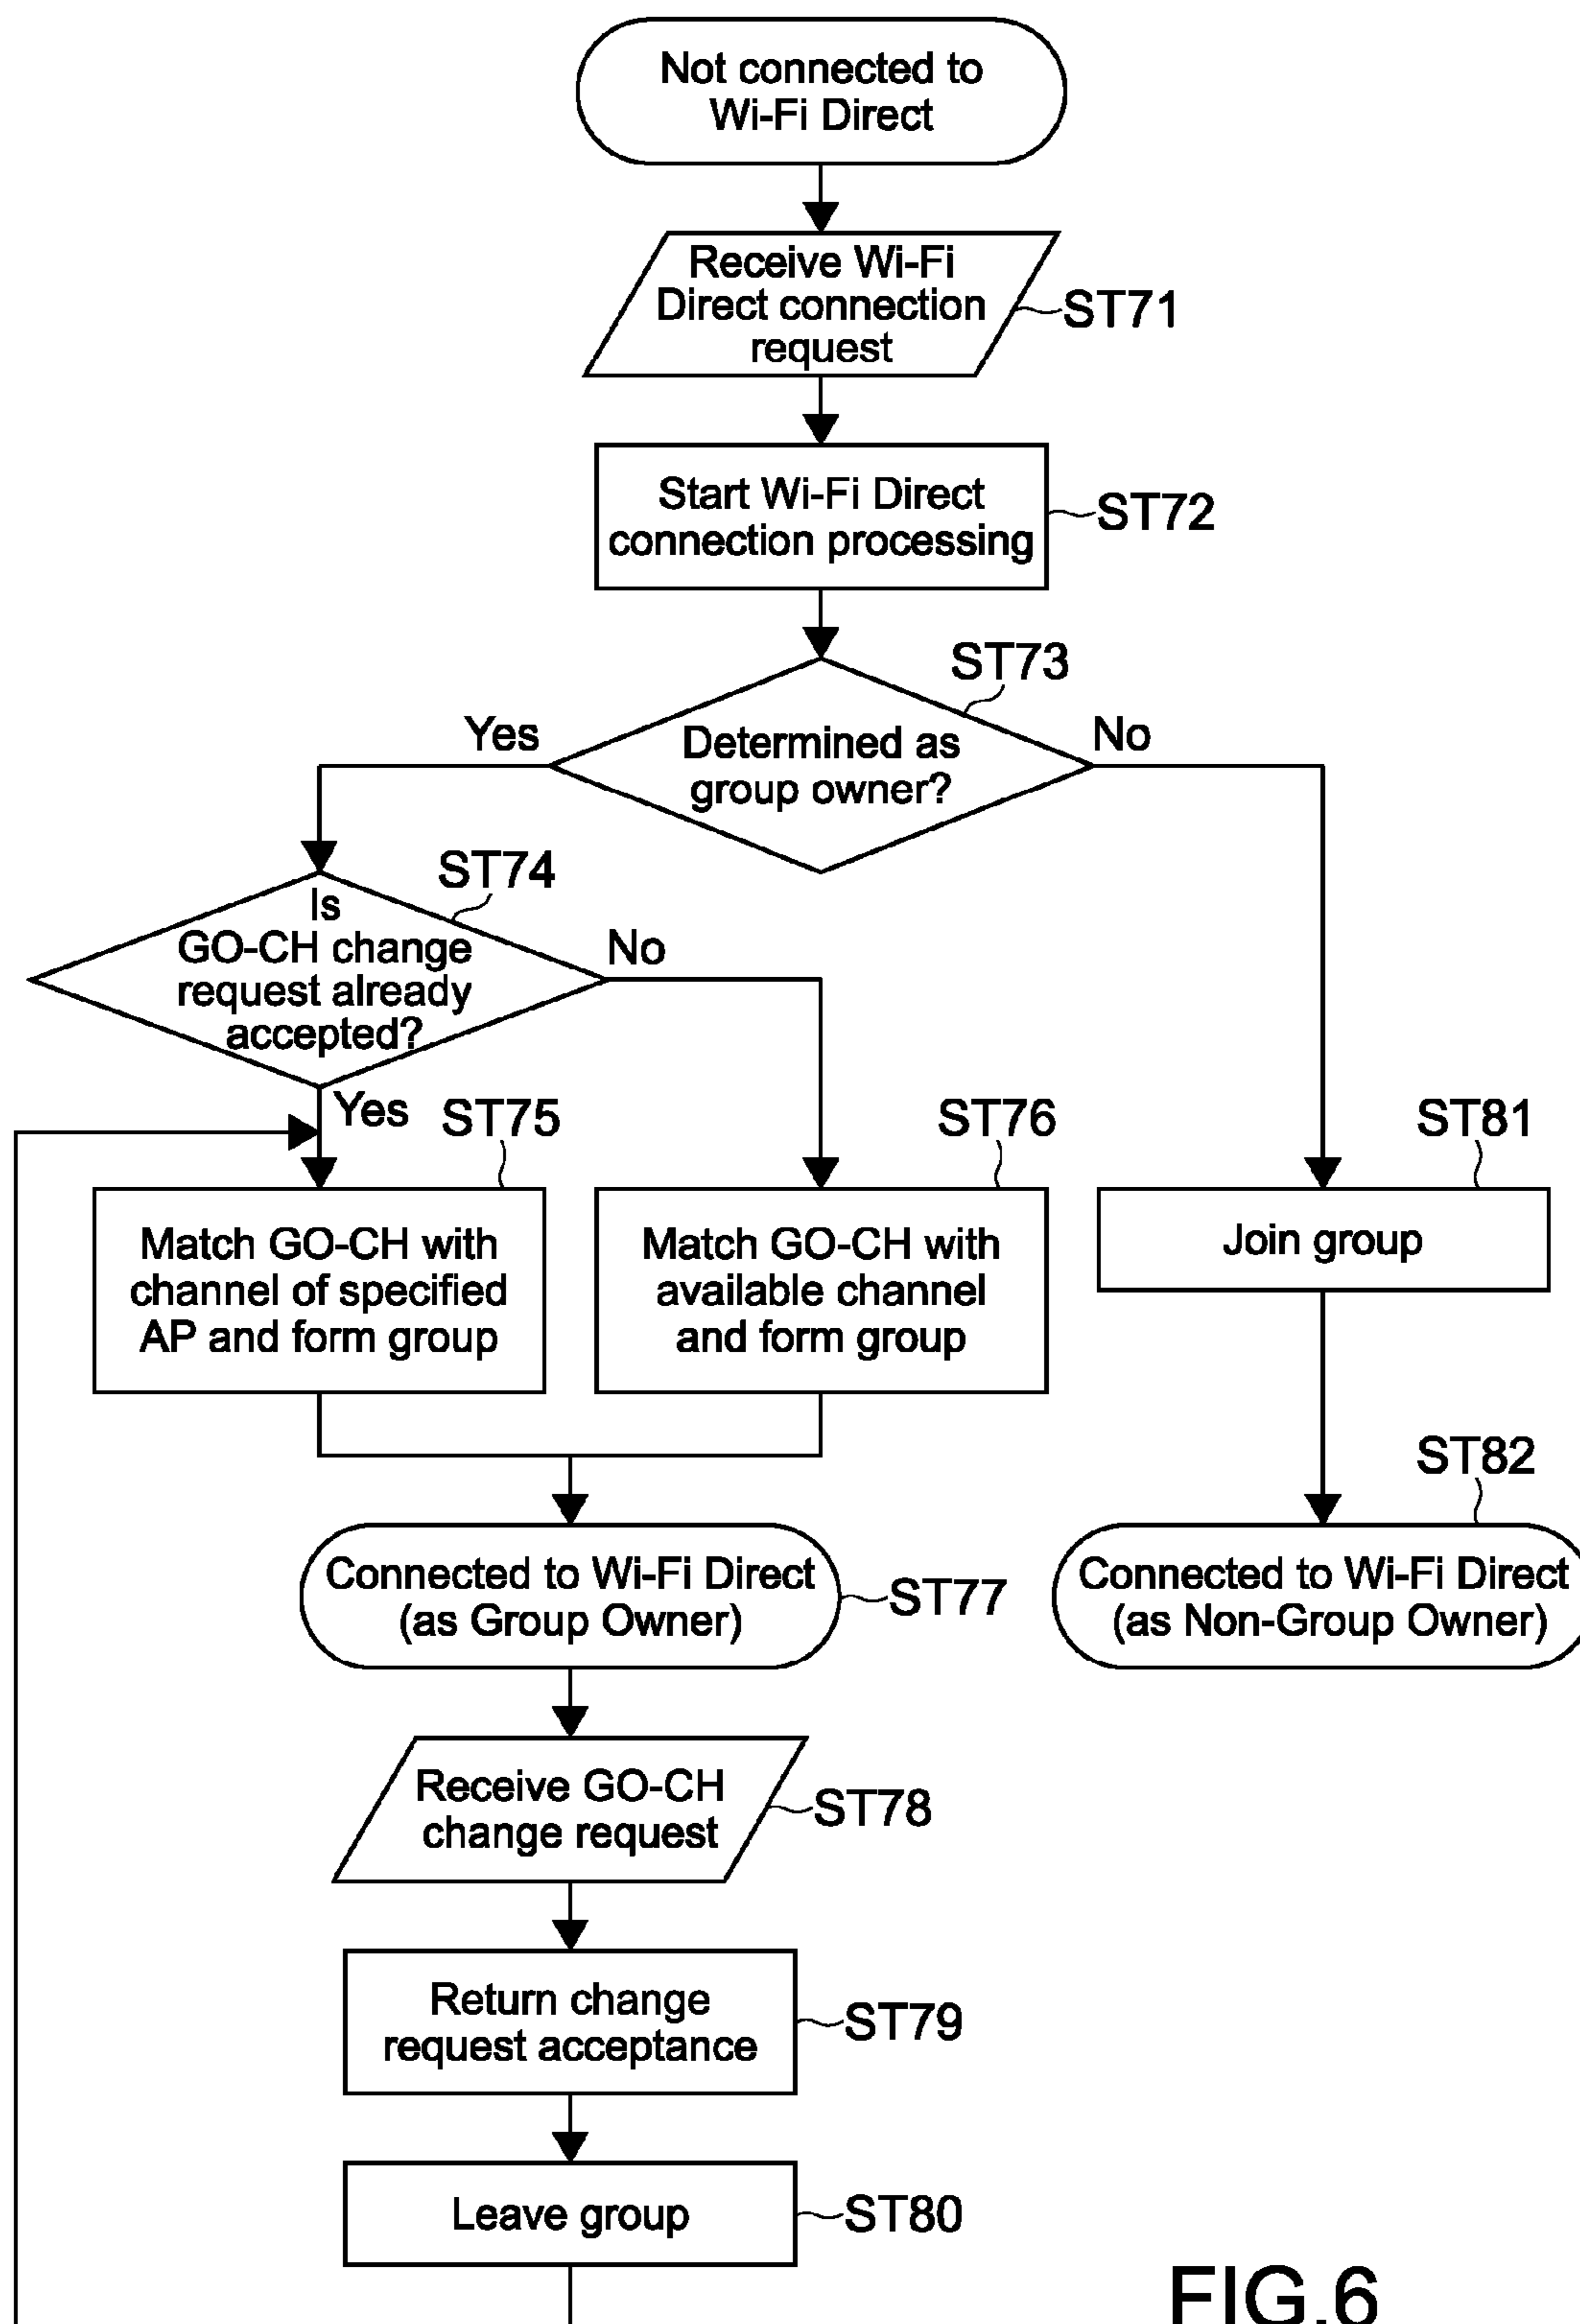 Not connected to
Wi-Fi Direct
Receive Wi-Fi
Direct connection
request
ST71
Start Wi-Fi Direct
connection processing
ST72
ST73
Yes
Determined as
group owner?
No
ST74
Is
GO-CH change
request already
accepted?
No
Yes
ST75
ST76
ST81
Match GO-CH with
channel of specified
AP and form group
Match GO-CH with
available channel
and form group
Join group
ST82
Connected to Wi-Fi Direct
(as Group Owner)
ST77
Connected to Wi-Fi Direct
(as Non-Group Owner)
Receive GO-CH
change request
ST78
Return change
request acceptance
ST79
Leave group
ST80
FIG.6